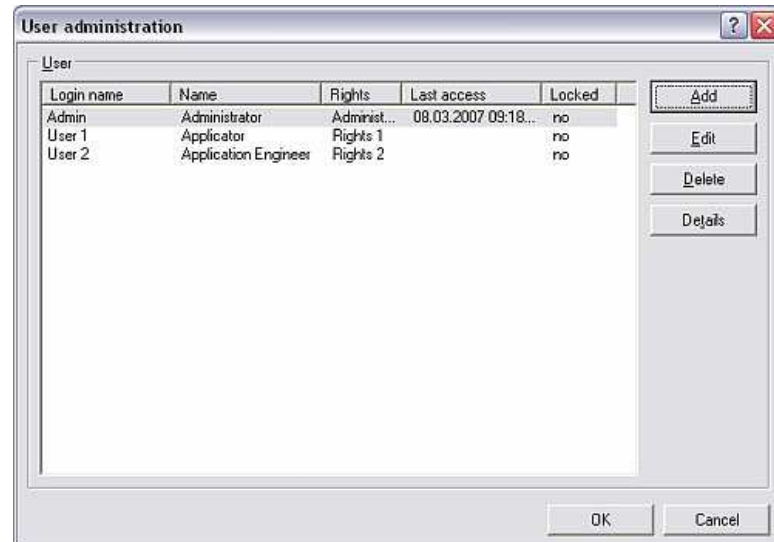 User administration
User
Login name Name Rights Last access Locked
Admin Administrator Administ... 08.03.2007 09:18... no
User 1 Applicator Rights 1 no
User 2 Application Engineer Rights 2 no
Add
Edit
Delete
Details
OK Cancel